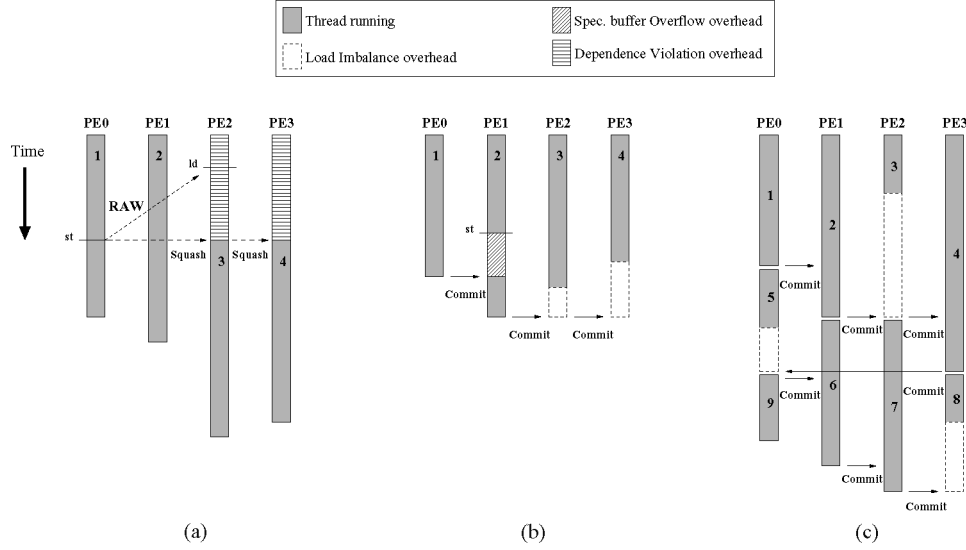 Thread running
Spec. buffer Overflow overhead
Load Imbalance overhead
Dependence Violation overhead
Time
PE0 PE1 PE2 PE3
1 2
ld
RAW
st
Squash Squash
3 4
(a)
PE0 PE1 PE2 PE3
1 2 3 4
st
Commit
Commit Commit
(b)
PE0 PE1 PE2 PE3
3
1
2 4
Commit
5
Commit Commit
Commit Commit
9 6 7 8
Commit
Commit
(c)